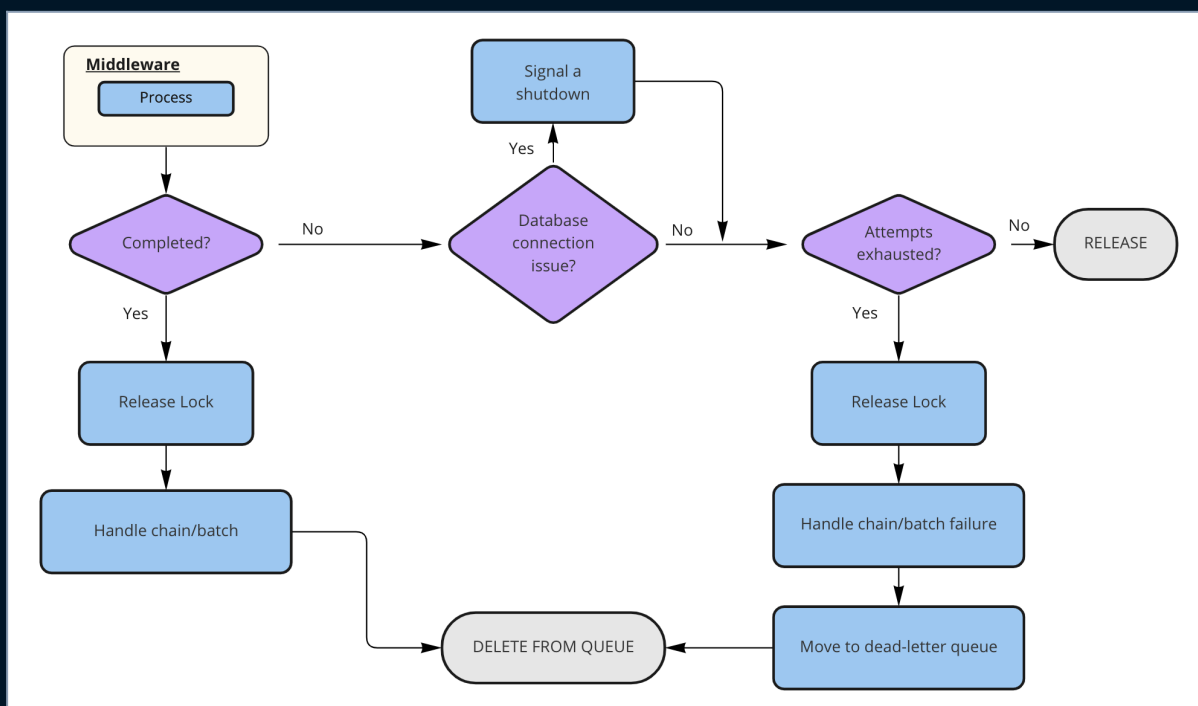 Middleware
Process
Signal a
shutdown
Yes
Completed?
No
Database
connection
issue?
No
Attempts
exhausted?
No
RELEASE
Yes
Yes
Release Lock
Release Lock
Handle chain/batch
Handle chain/batch failure
DELETE FROM QUEUE
Move to dead-letter queue